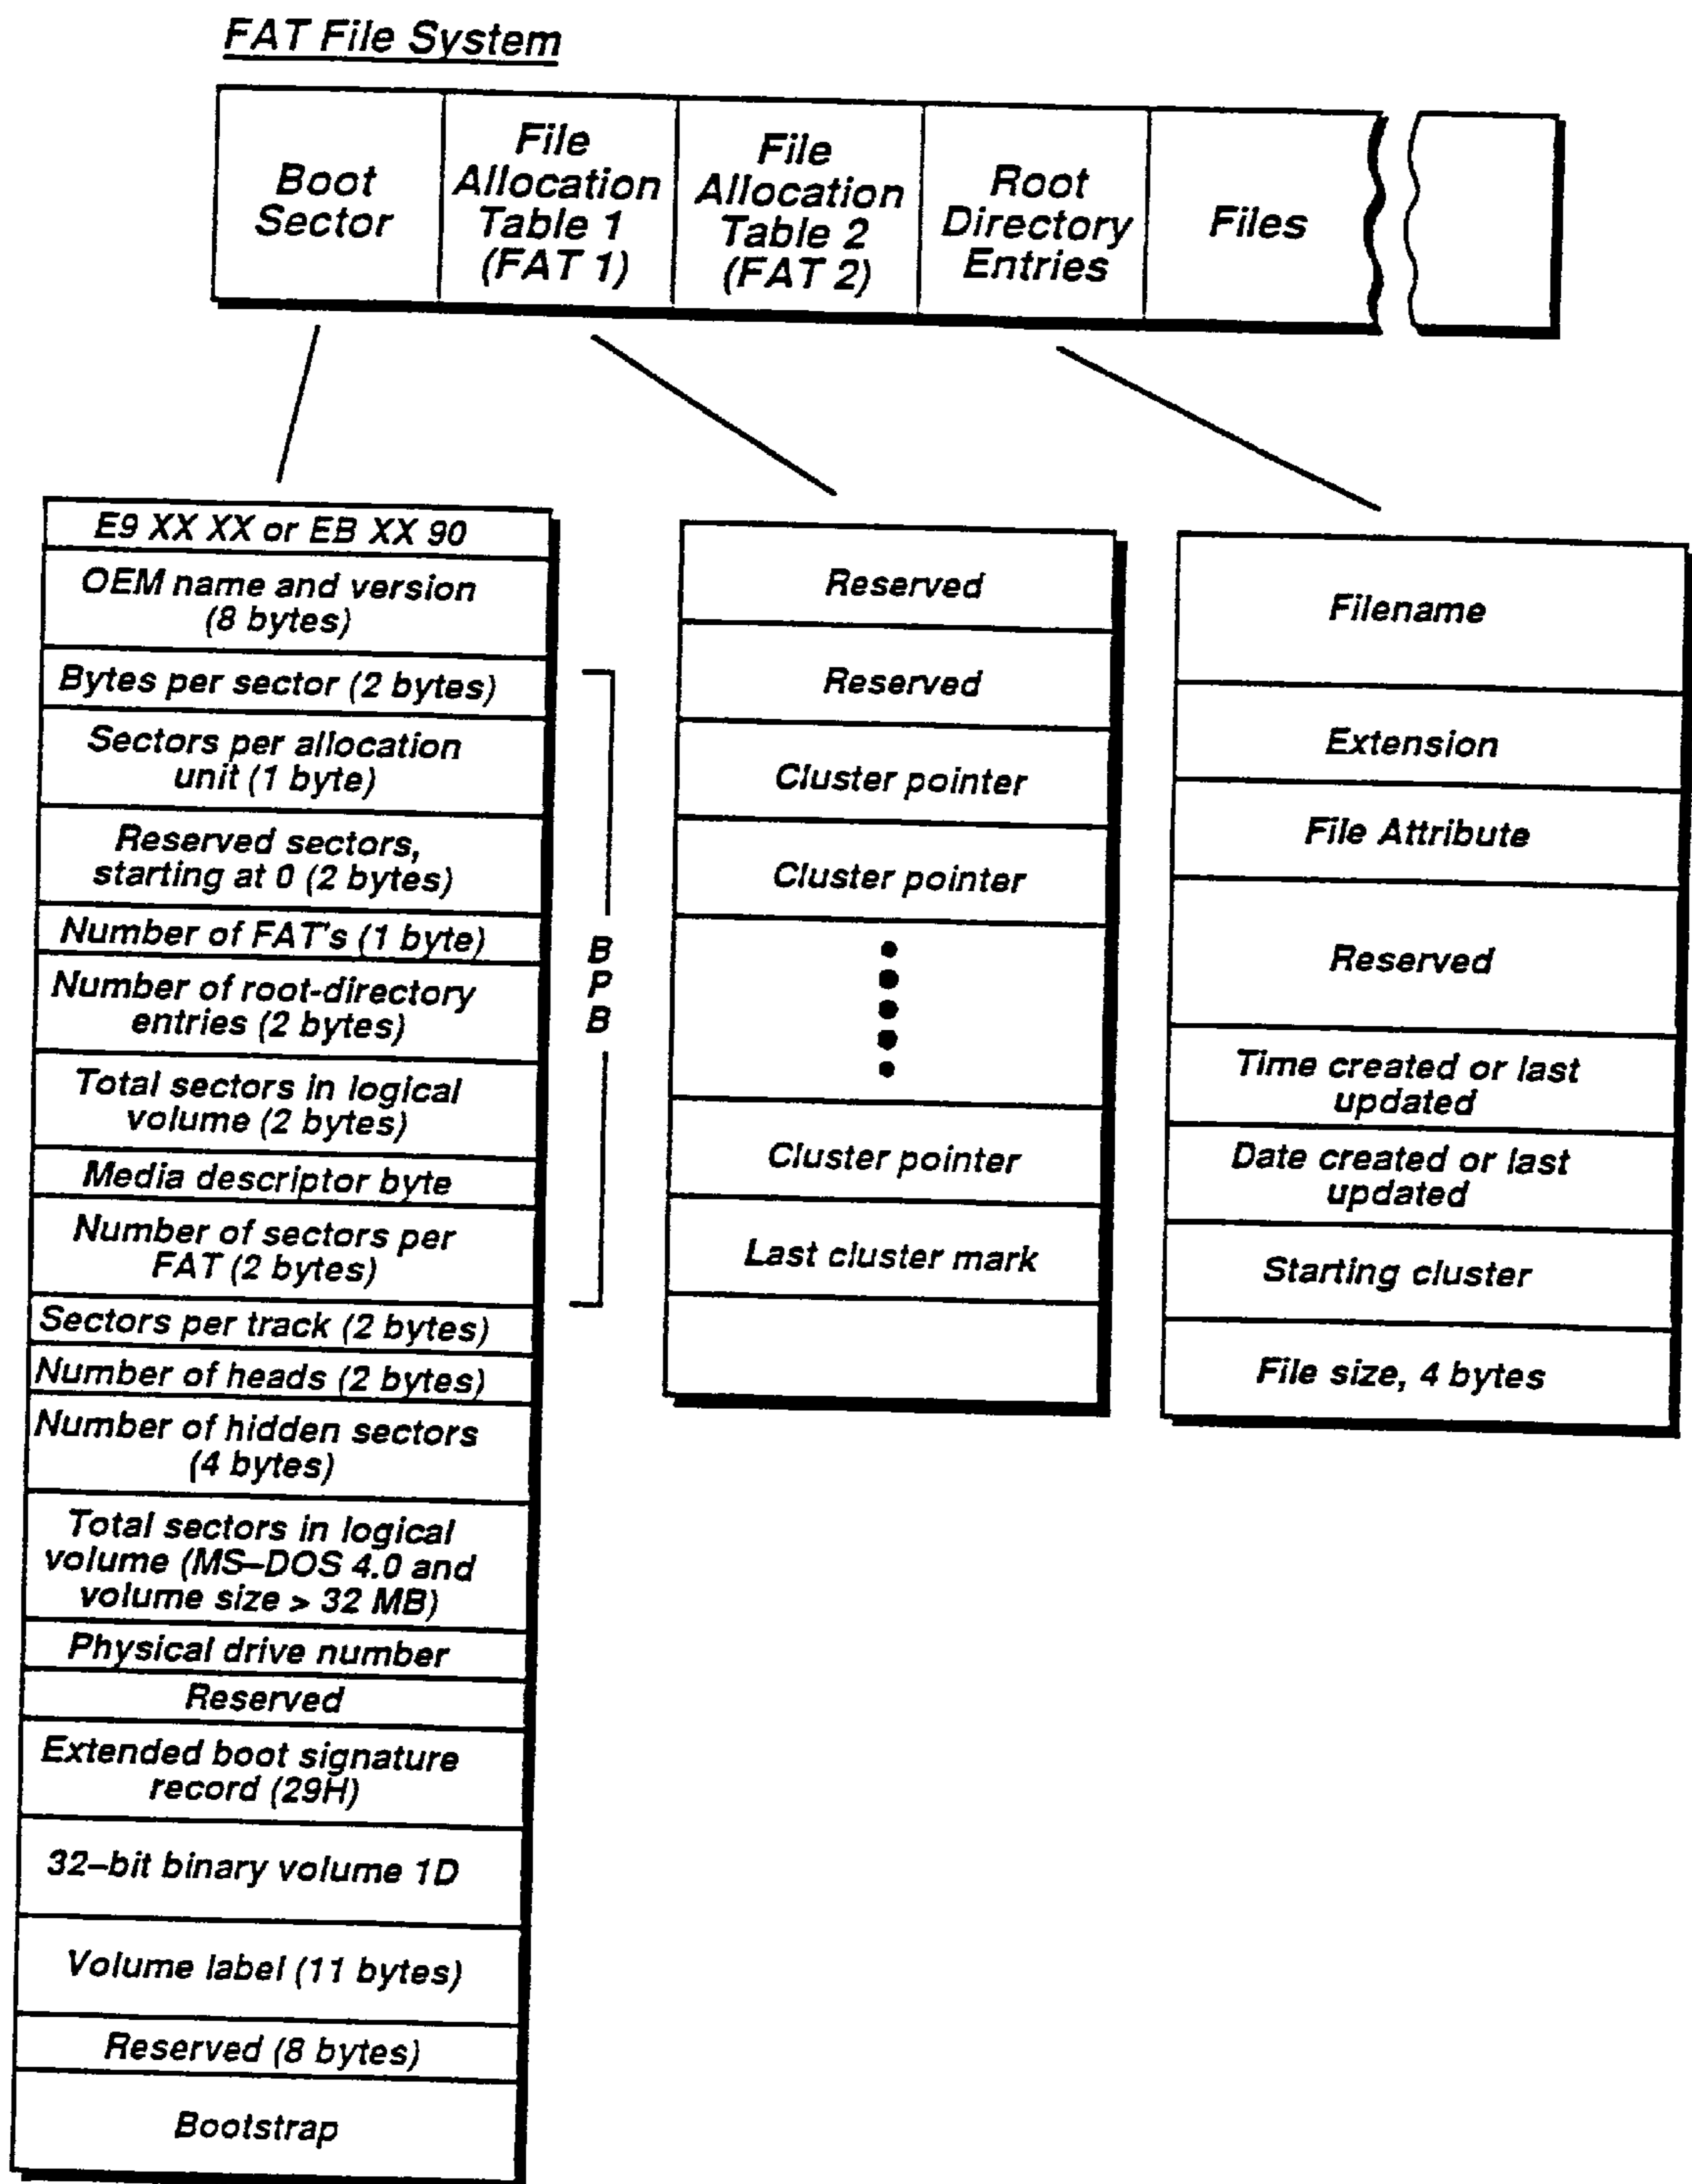 FAT File System
Boot
Sector
File
Allocation
Table 1
(FAT 1)
File
Allocation
Table 2
(FAT 2)
Root
Directory
Entries
Files
E9 XX XX or EB XX 90
OEM name and version
(8 bytes)
Bytes per sector (2 bytes)
Sectors per allocation
unit (1 byte)
Reserved sectors,
starting at 0 (2 bytes)
Number of FAT's (1 byte)
Number of root-directory
entries (2 bytes)
Total sectors in logical
volume (2 bytes)
Media descriptor byte
Number of sectors per
FAT (2 bytes)
Sectors per track (2 bytes)
Number of heads (2 bytes)
Number of hidden sectors
(4 bytes)
Total sectors in logical
volume (MS–DOS 4.0 and
volume size > 32 MB)
Physical drive number
Reserved
Extended boot signature
record (29H)
32–bit binary volume 1D
Volume label (11 bytes)
Reserved (8 bytes)
Bootstrap
B
P
B
Reserved
Reserved
Cluster pointer
Cluster pointer
Cluster pointer
Last cluster mark
Filename
Extension
File Attribute
Reserved
Time created or last
updated
Date created or last
updated
Starting cluster
File size, 4 bytes